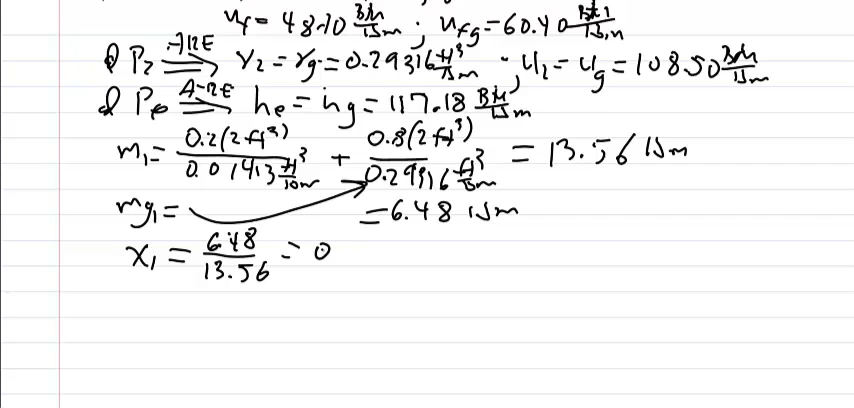 u_f = 48.70 Btu/lbm ; u_fg = 60.40 Btu/lbm
@ P₂ A-12E ⟹ v₂ = v_g = 0.29316 ft³/lbm ; u₂ = u_g = 108.50 Btu/lbm
@ P_e A-12E ⟹ h_e = h_g = 117.18 Btu/lbm
m₁ = 0.2(2 ft³) / 0.01413 ft³/lbm + 0.8(2 ft³) / 0.29316 ft³/lbm = 13.56 lbm
m_g₁ = = 6.48 lbm
x₁ = 6.48 / 13.56 = 0